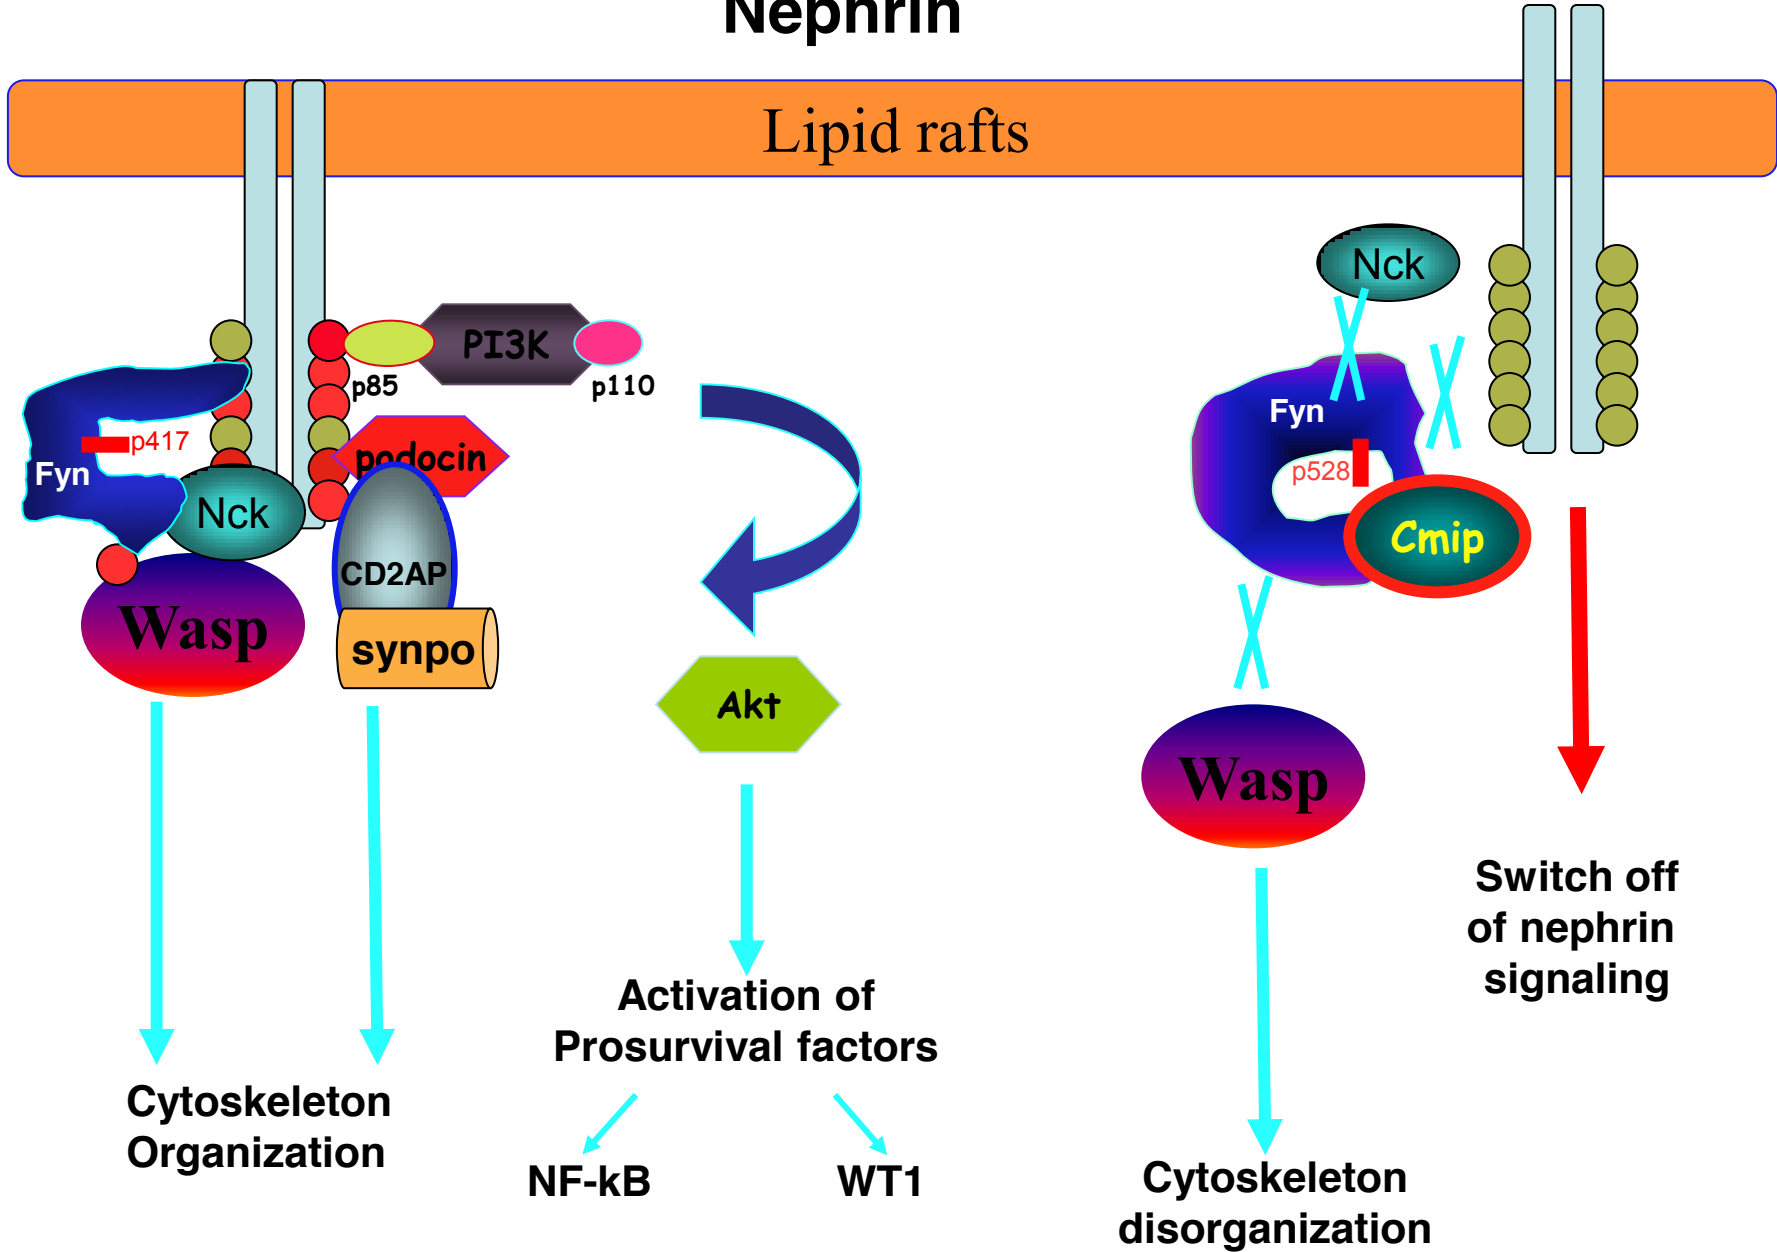 Nephrin
Lipid rafts
Nck
PI3K
p85
p110
Fyn
p417
podocin
Fyn
p528
Nck
Cmip
CD2AP
Wasp
synpo
Akt
Wasp
Switch off
of nephrin
signaling
Activation of
Prosurvival factors
Cytoskeleton
Organization
NF-kB
WT1
Cytoskeleton
disorganization